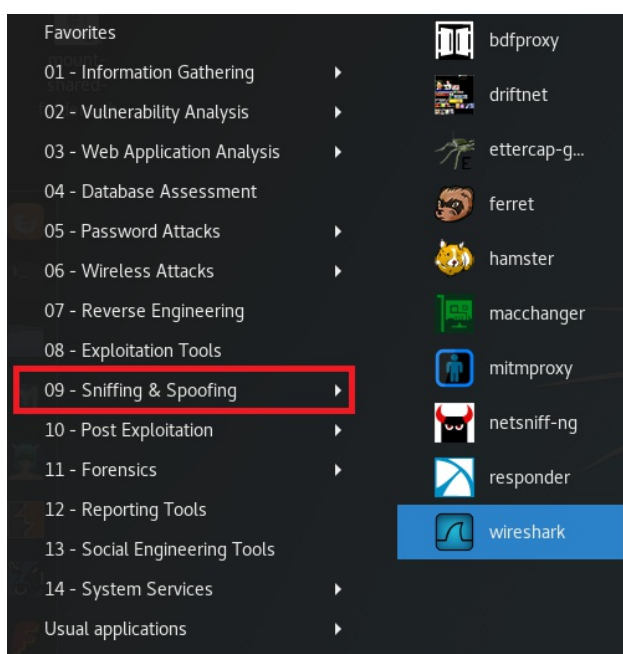 Favorites
01 - Information Gathering
02 - Vulnerability Analysis
03 - Web Application Analysis
04 - Database Assessment
05 - Password Attacks
06 - Wireless Attacks
07 - Reverse Engineering
08 - Exploitation Tools
09 - Sniffing & Spoofing
10 - Post Exploitation
11 - Forensics
12 - Reporting Tools
13 - Social Engineering Tools
14 - System Services
Usual applications
bdfproxy
driftnet
ettercap-g...
ferret
hamster
macchanger
mitmproxy
netsniff-ng
responder
wireshark